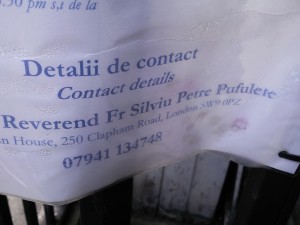 .30 pm s,t de la
Detalii de contact
Contact details
Reverend Fr Silviu Petre Pufulete
n House, 250 Clapham Road, London SW9 0PZ
07941 134748